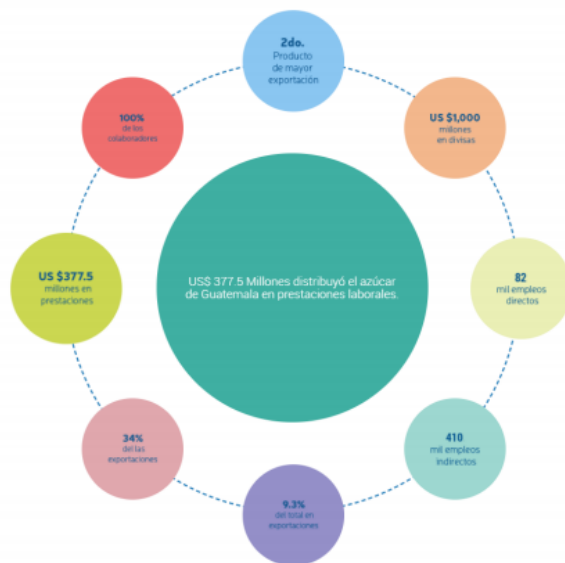 2do.
Producto
de mayor
exportación
US $1,000
millones
en divisas
82
mil empleos
directos
410
mil empleos
indirectos
9.3%
del total en
exportaciones
34%
del las
exportaciones
US $377.5
millones en
prestaciones
100%
de los
colaboradores
US$ 377.5 Millones distribuyó el azúcar
de Guatemala en prestaciones laborales.